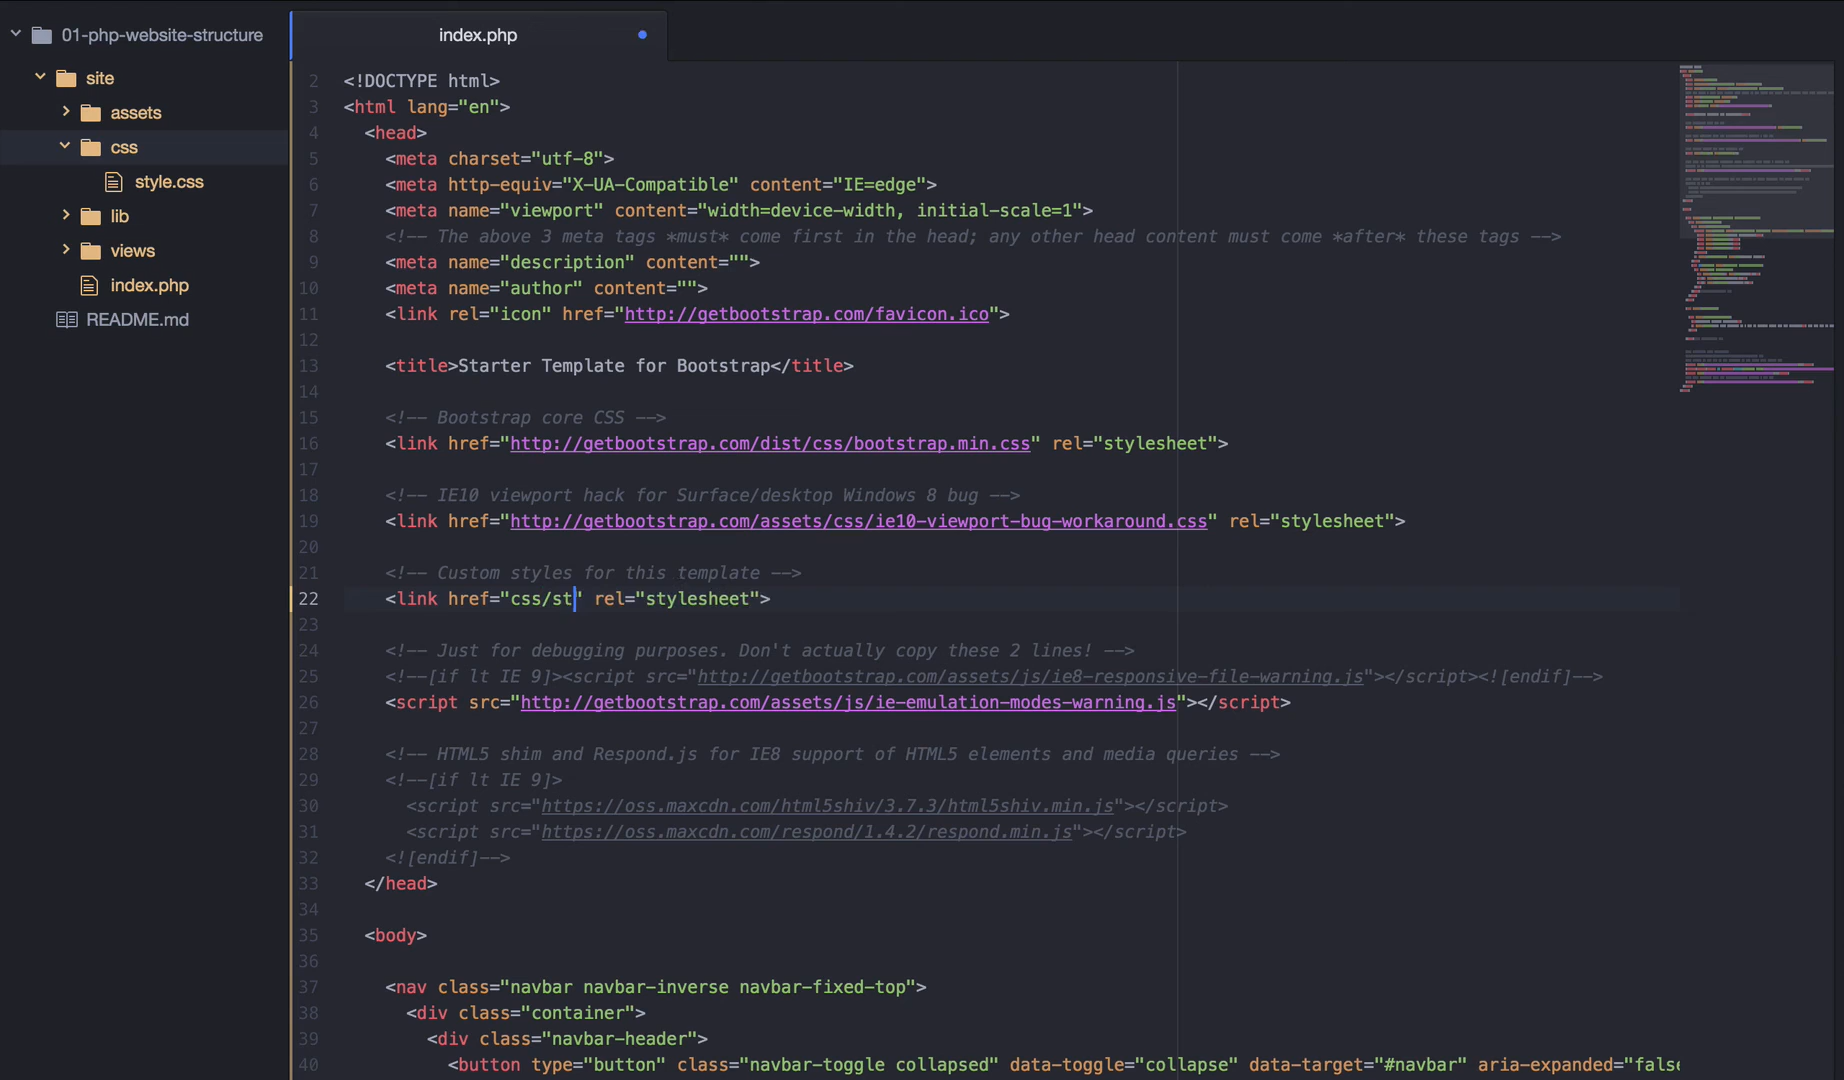 01-php-website-structure
site
assets
css
style.css
lib
views
index.php
README.md
index.php
2 <!DOCTYPE html>
3 <html lang="en">
4 <head>
5 <meta charset="utf-8">
6 <meta http-equiv="X-UA-Compatible" content="IE=edge">
7 <meta name="viewport" content="width=device-width, initial-scale=1">
8 <!-- The above 3 meta tags *must* come first in the head; any other head content must come *after* these tags -->
9 <meta name="description" content="">
10 <meta name="author" content="">
11 <link rel="icon" href="http://getbootstrap.com/favicon.ico">
12
13 <title>Starter Template for Bootstrap</title>
14
15 <!-- Bootstrap core CSS -->
16 <link href="http://getbootstrap.com/dist/css/bootstrap.min.css" rel="stylesheet">
17
18 <!-- IE10 viewport hack for Surface/desktop Windows 8 bug -->
19 <link href="http://getbootstrap.com/assets/css/ie10-viewport-bug-workaround.css" rel="stylesheet">
20
21 <!-- Custom styles for this template -->
22 <link href="css/st" rel="stylesheet">
23
24 <!-- Just for debugging purposes. Don't actually copy these 2 lines! -->
25 <!--[if lt IE 9]><script src="http://getbootstrap.com/assets/js/ie8-responsive-file-warning.js"></script><![endif]-->
26 <script src="http://getbootstrap.com/assets/js/ie-emulation-modes-warning.js"></script>
27
28 <!-- HTML5 shim and Respond.js for IE8 support of HTML5 elements and media queries -->
29 <!--[if lt IE 9]>
30 <script src="https://oss.maxcdn.com/html5shiv/3.7.3/html5shiv.min.js"></script>
31 <script src="https://oss.maxcdn.com/respond/1.4.2/respond.min.js"></script>
32 <![endif]-->
33 </head>
34
35 <body>
36
37 <nav class="navbar navbar-inverse navbar-fixed-top">
38 <div class="container">
39 <div class="navbar-header">
40 <button type="button" class="navbar-toggle collapsed" data-toggle="collapse" data-target="#navbar" aria-expanded="false